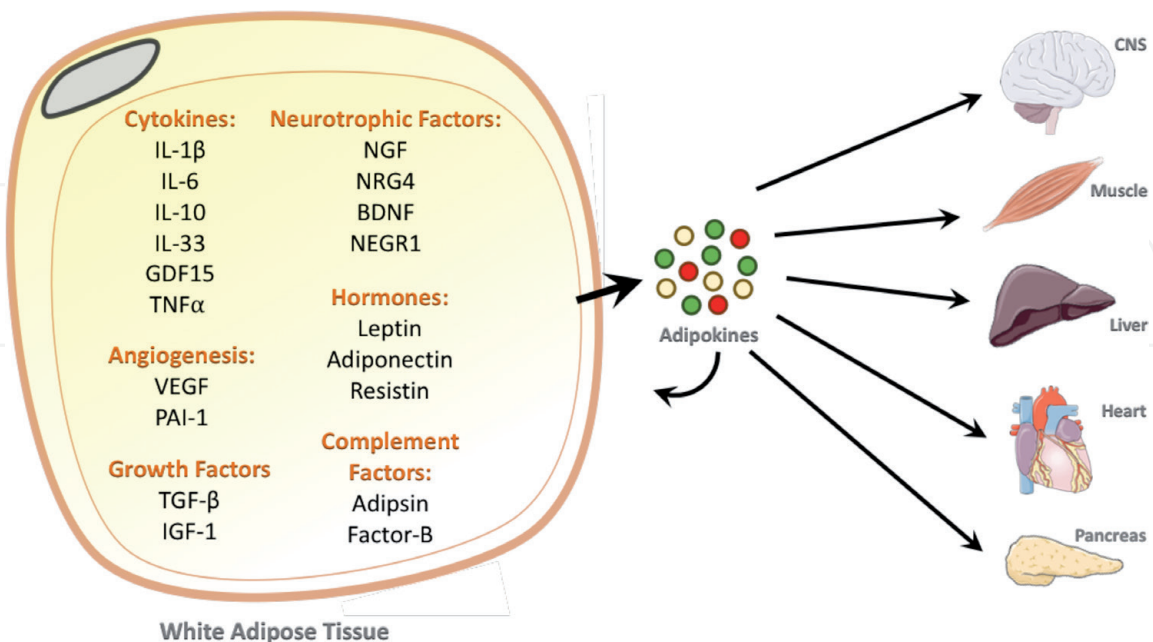 Cytokines:
IL-1β
IL-6
IL-10
IL-33
GDF15
TNFα
Angiogenesis:
VEGF
PAI-1
Growth Factors
TGF-β
IGF-1
Neurotrophic Factors:
NGF
NRG4
BDNF
NEGR1
Hormones:
Leptin
Adiponectin
Resistin
Complement
Factors:
Adipsin
Factor-B
White Adipose Tissue
Adipokines
CNS
Muscle
Liver
Heart
Pancreas